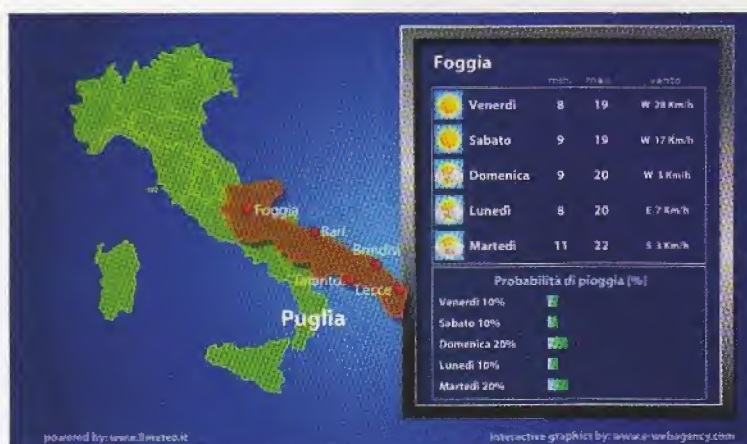 Foggia
Bari
Brindisi
Taranto
Lecce
Puglia
Foggia
min. max. vento
Venerdì 8 19 W 28 Km/h
Sabato 9 19 W 17 Km/h
Domenica 9 20 W 3 Km/h
Lunedì 8 20 E 7 Km/h
Martedì 11 22 S 3 Km/h
Probabilità di pioggia (%)
Venerdì 10%
Sabato 10%
Domenica 20%
Lunedì 10%
Martedì 20%
powered by: www.ilmeteo.it
interactive graphics by: www.e-webagency.com